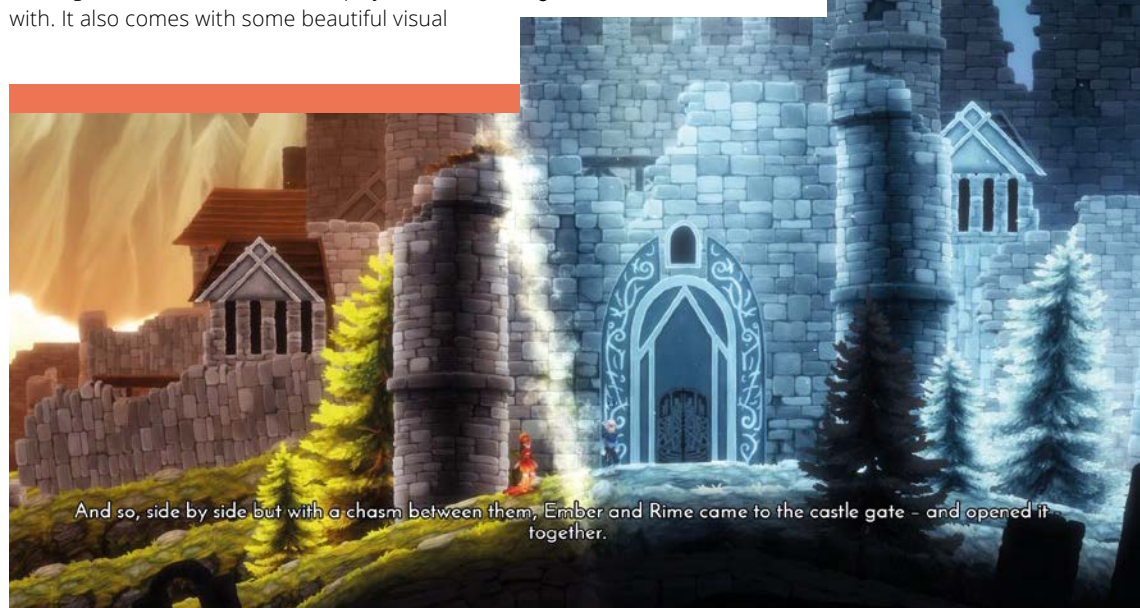 with. It also comes with some beautiful visual
And so, side by side but with a chasm between them, Ember and Rime came to the castle gate – and opened it
together.